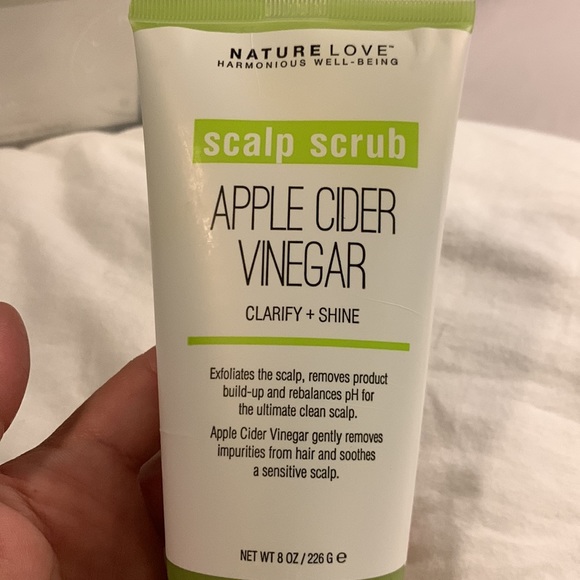 NATURE LOVE™
HARMONIOUS WELL-BEING
scalp scrub
APPLE CIDER
VINEGAR
CLARIFY + SHINE
Exfoliates the scalp, removes product
build-up and rebalances pH for
the ultimate clean scalp.
Apple Cider Vinegar gently removes
impurities from hair and soothes
a sensitive scalp.
NET WT 8 OZ / 226 G ℮